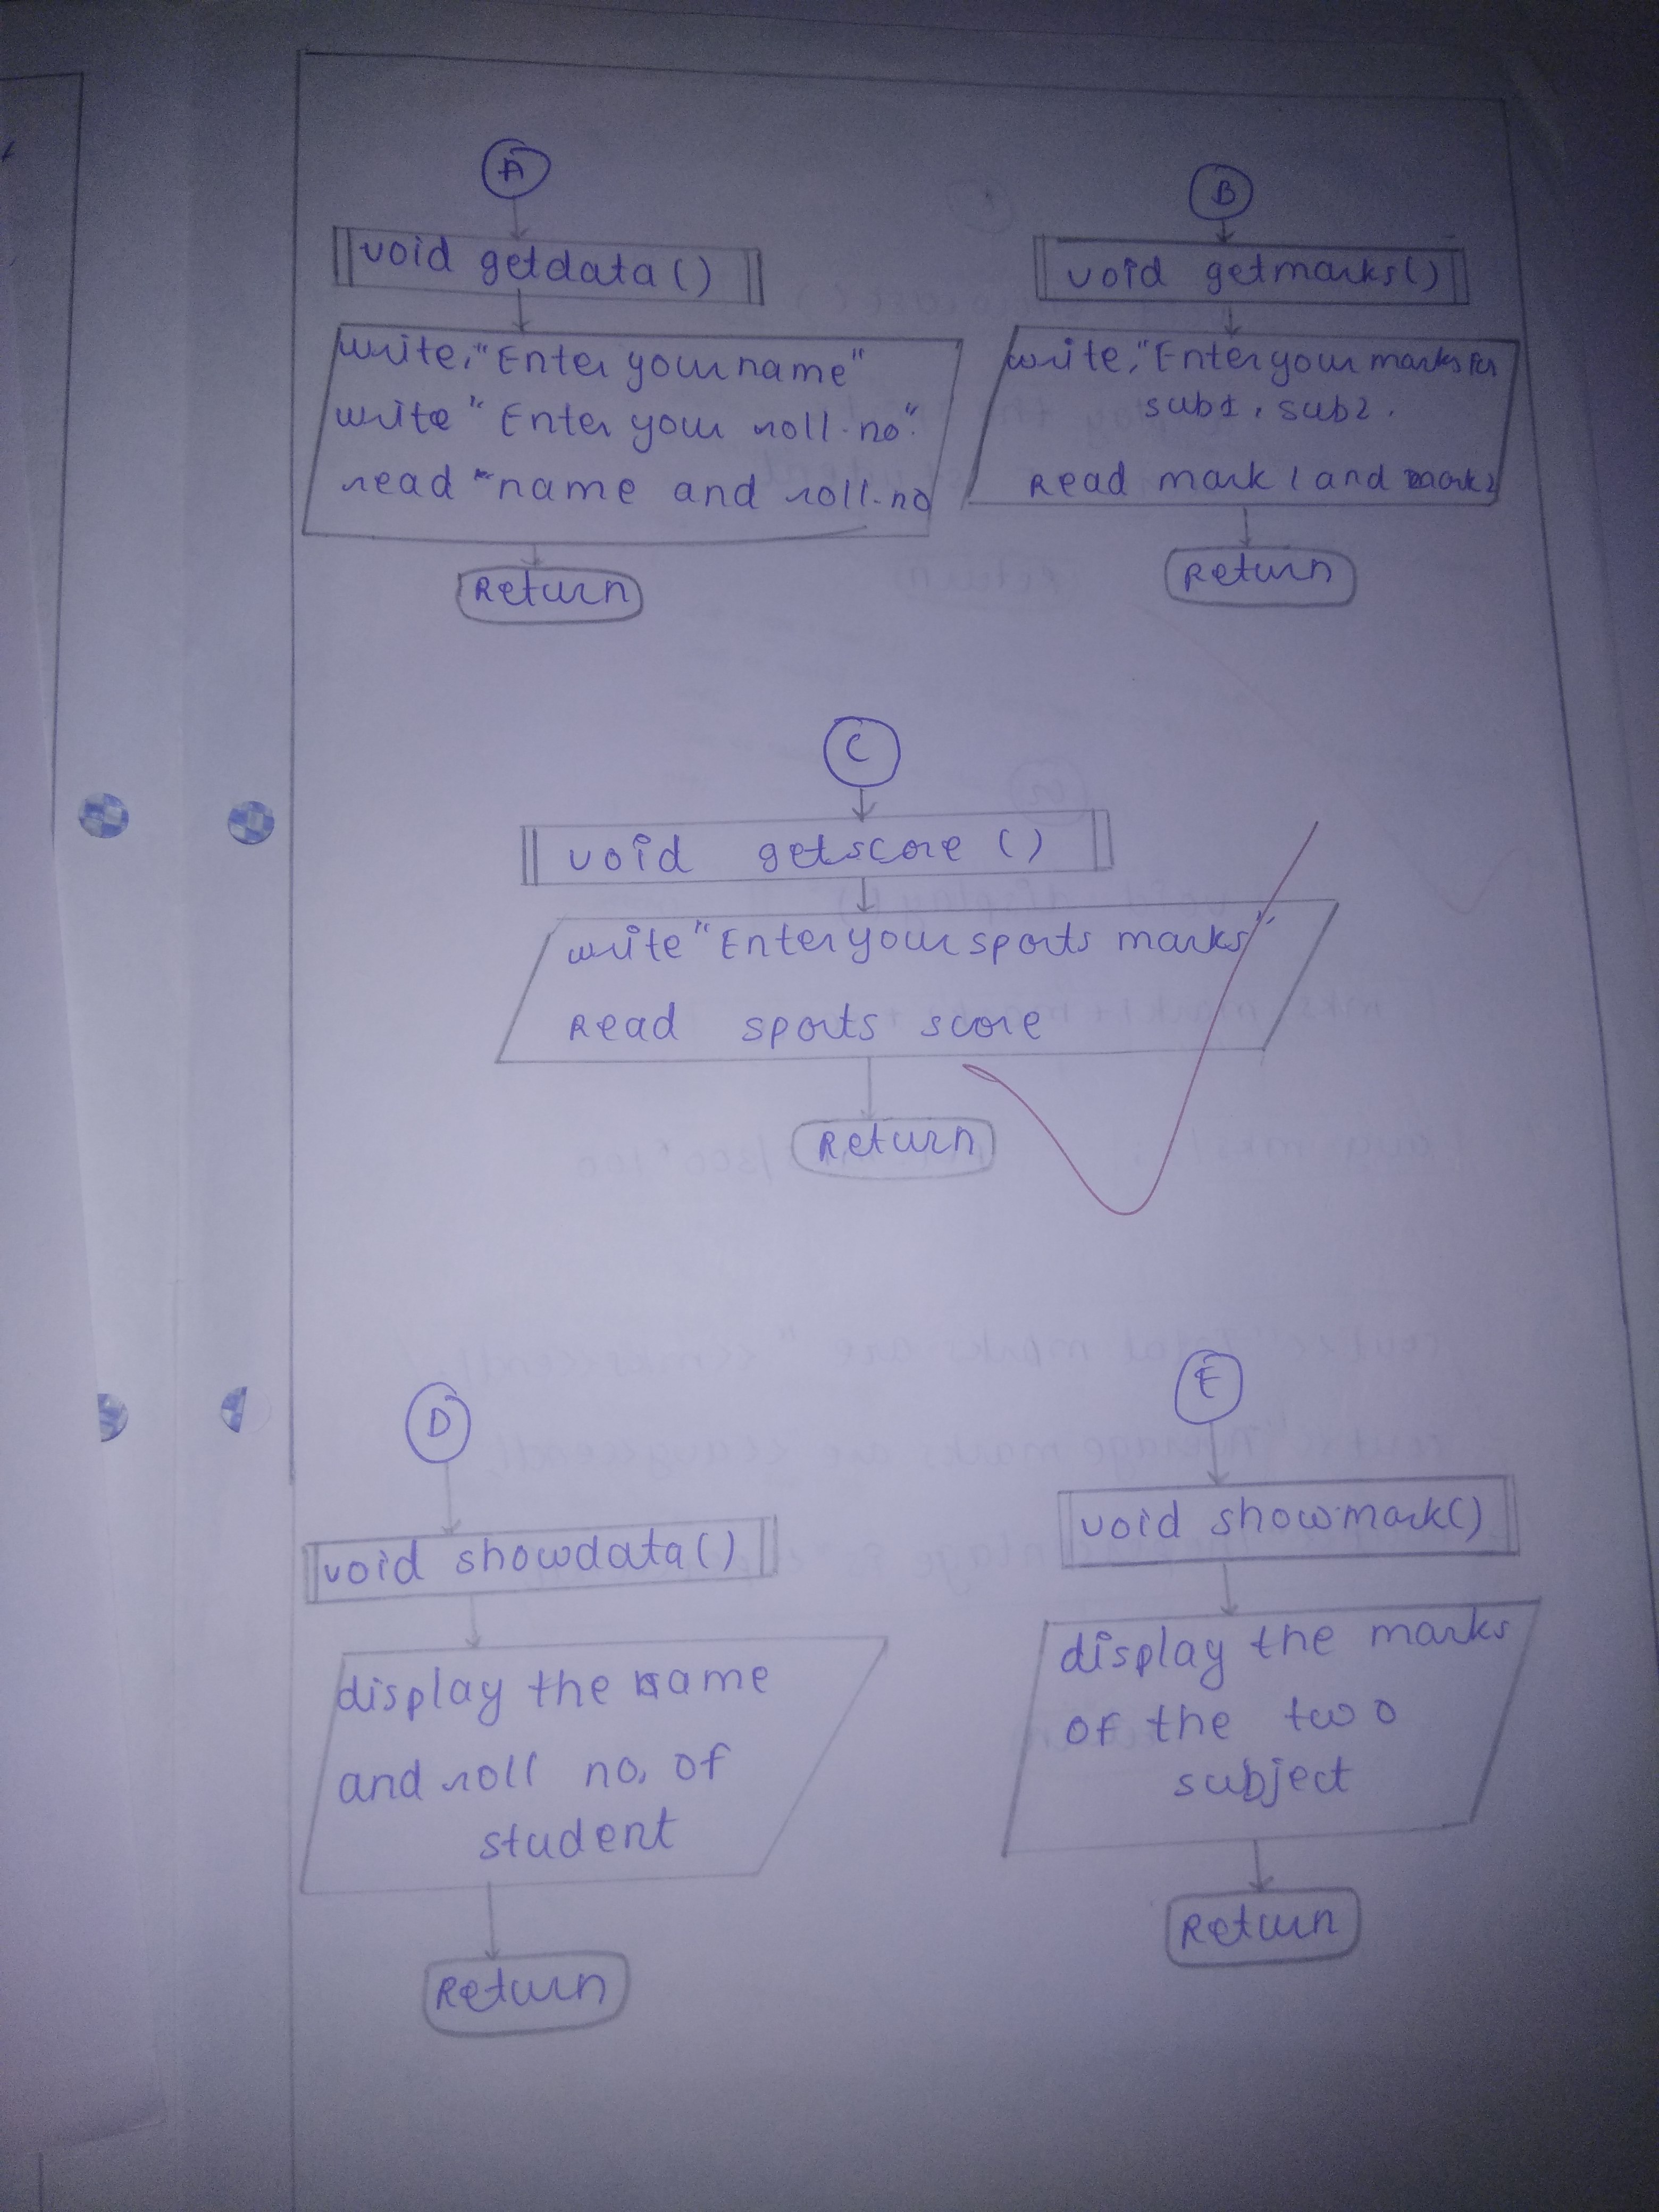 A
void getdata()
write, "Enter your name"
write "Enter your roll-no".
read name and roll-no
Return
B
void getmarks()
write, "Enter your marks for
sub1, sub2.
Read mark 1 and mark2
Return
C
void getscore ()
write "Enter your sports marks"
Read sports score
Return
D
void showdata()
display the name
and roll no. of
student
Return
E
void showmark()
display the marks
of the two
subject
Return